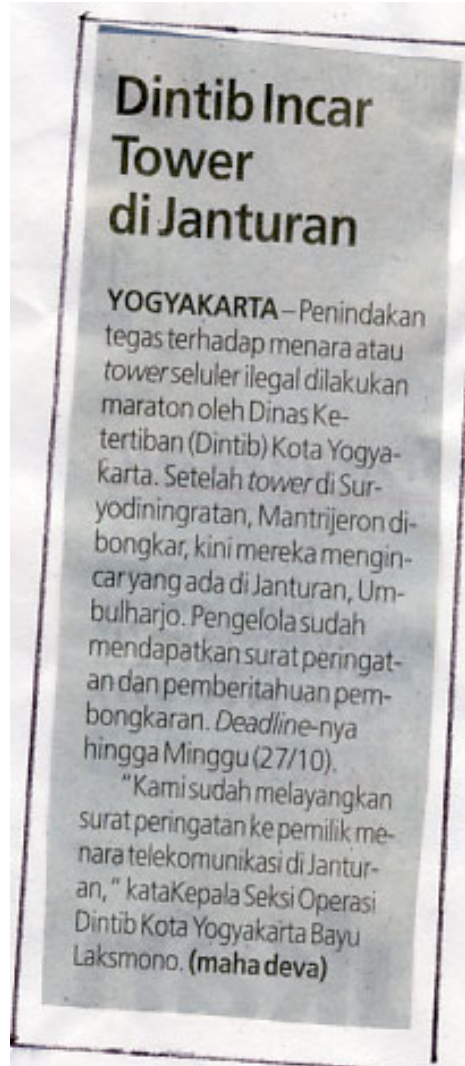 Dintib Incar
Tower
di Janturan
YOGYAKARTA – Penindakan
tegas terhadap menara atau
tower seluler ilegal dilakukan
maraton oleh Dinas Ke-
tertiban (Dintib) Kota Yogya-
karta. Setelah tower di Sur-
yodiningratan, Mantrijeron di-
bongkar, kini mereka mengin-
car yang ada di Janturan, Um-
bulharjo. Pengelola sudah
mendapatkan surat peringat-
an dan pemberitahuan pem-
bongkaran. Deadline-nya
hingga Minggu (27/10).
"Kami sudah melayangkan
surat peringatan ke pemilik me-
nara telekomunikasi di Jantur-
an," kataKepala Seksi Operasi
Dintib Kota Yogyakarta Bayu
Laksmono. (maha deva)